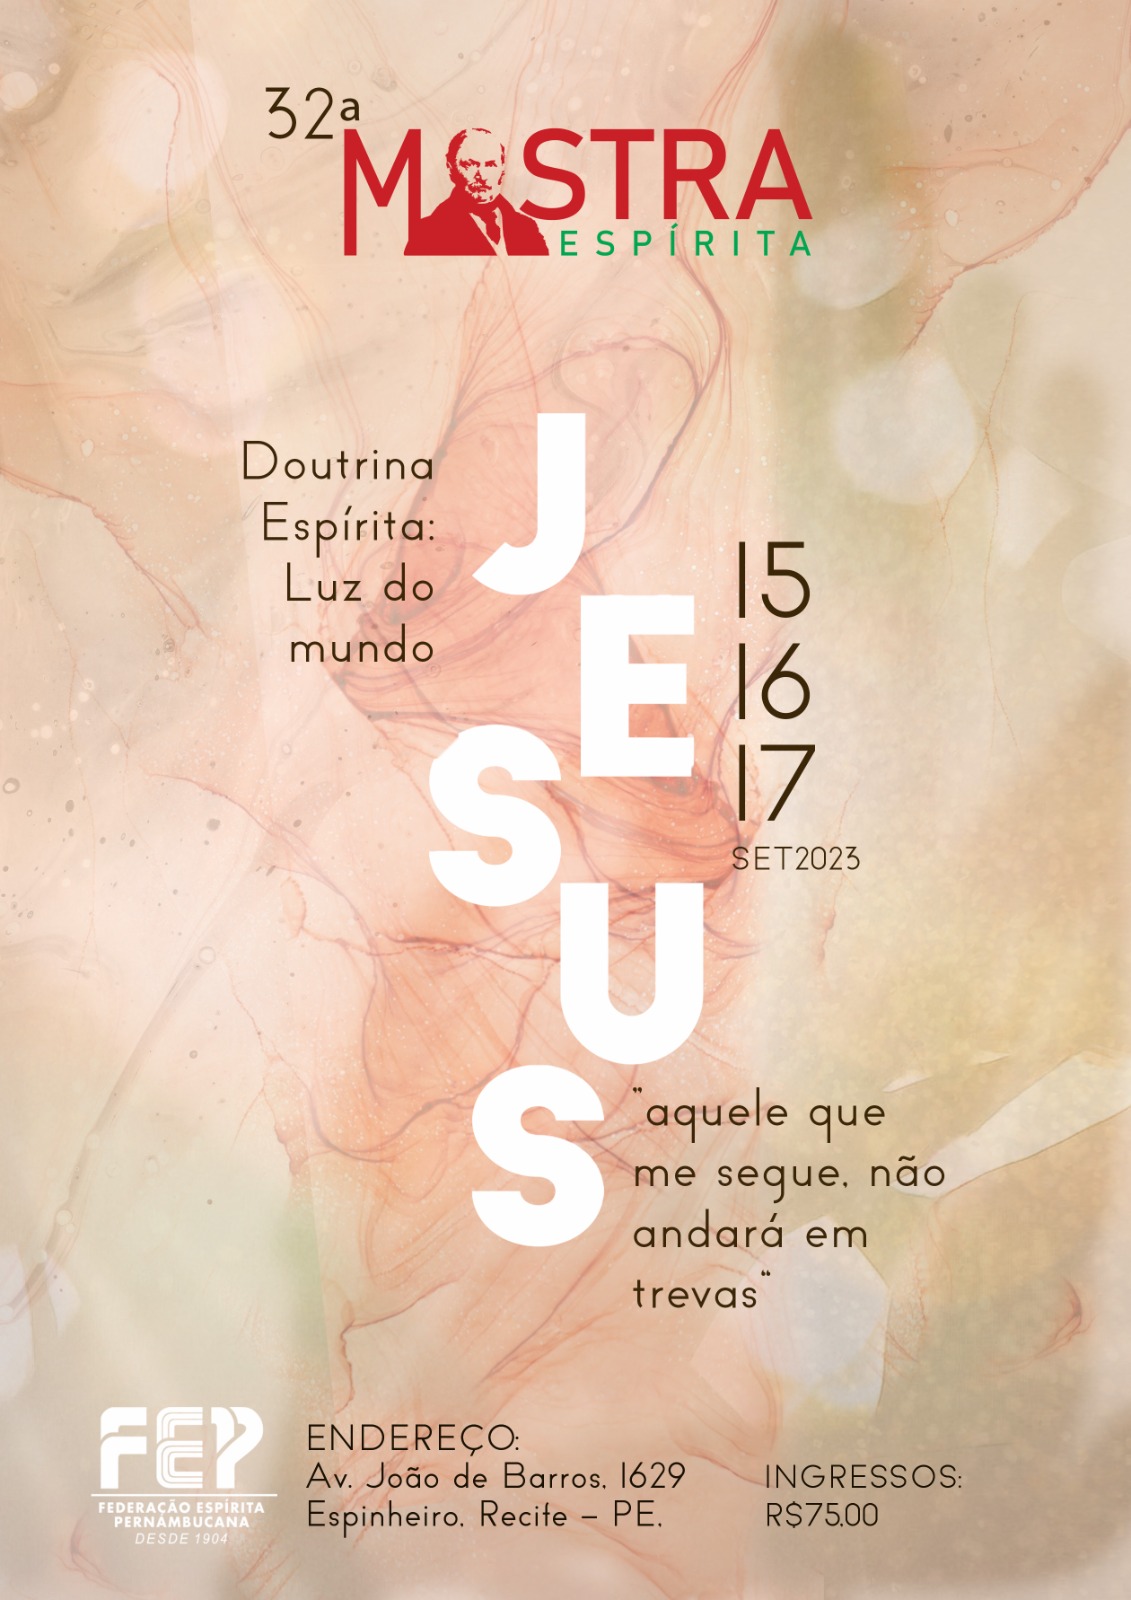 32ª
MOSTRA
ESPÍRITA
Doutrina
Espírita:
Luz do
mundo
JESUS
15
16
17
SET2023
"aquele que
me segue, não
andará em
trevas"
FEP
FEDERAÇÃO ESPÍRITA
PERNAMBUCANA
DESDE 1904
ENDEREÇO:
Av. João de Barros, 1629
Espinheiro, Recife – PE,
INGRESSOS:
R$75,00